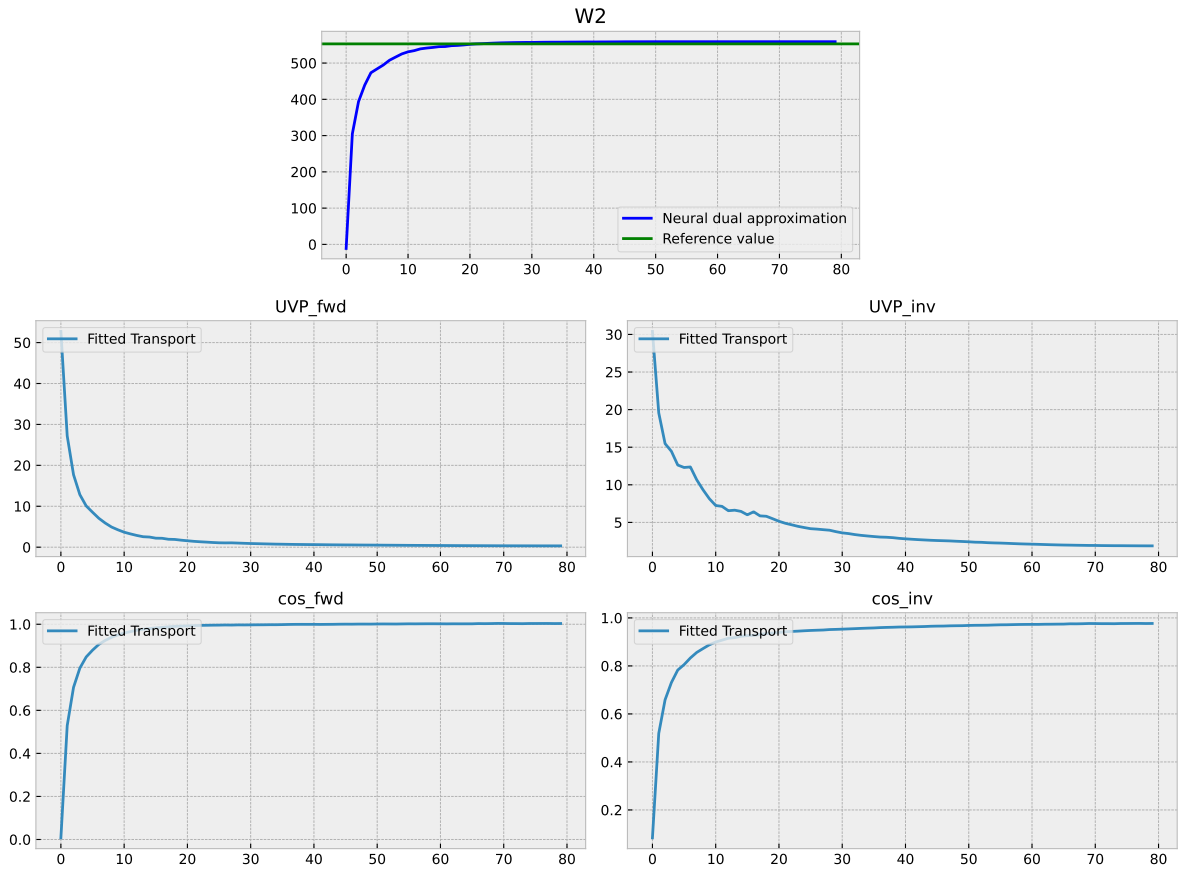 W2
500
400
300
200
100
0
Neural dual approximation
Reference value
0 10 20 30 40 50 60 70 80
UVP_fwd
Fitted Transport
50
40
30
20
10
0
0 10 20 30 40 50 60 70 80
UVP_inv
Fitted Transport
30
25
20
15
10
5
0 10 20 30 40 50 60 70 80
cos_fwd
Fitted Transport
1.0
0.8
0.6
0.4
0.2
0.0
0 10 20 30 40 50 60 70 80
cos_inv
Fitted Transport
1.0
0.8
0.6
0.4
0.2
0 10 20 30 40 50 60 70 80